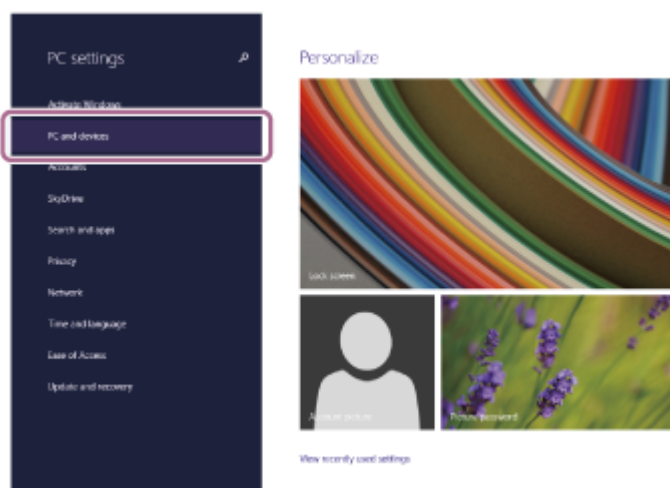 PC settings
Activate Windows
PC and devices
Accounts
SkyDrive
Search and apps
Privacy
Network
Time and language
Ease of Access
Update and recovery
Personalize
Lock screen
Account picture
Picture password
View recently used settings